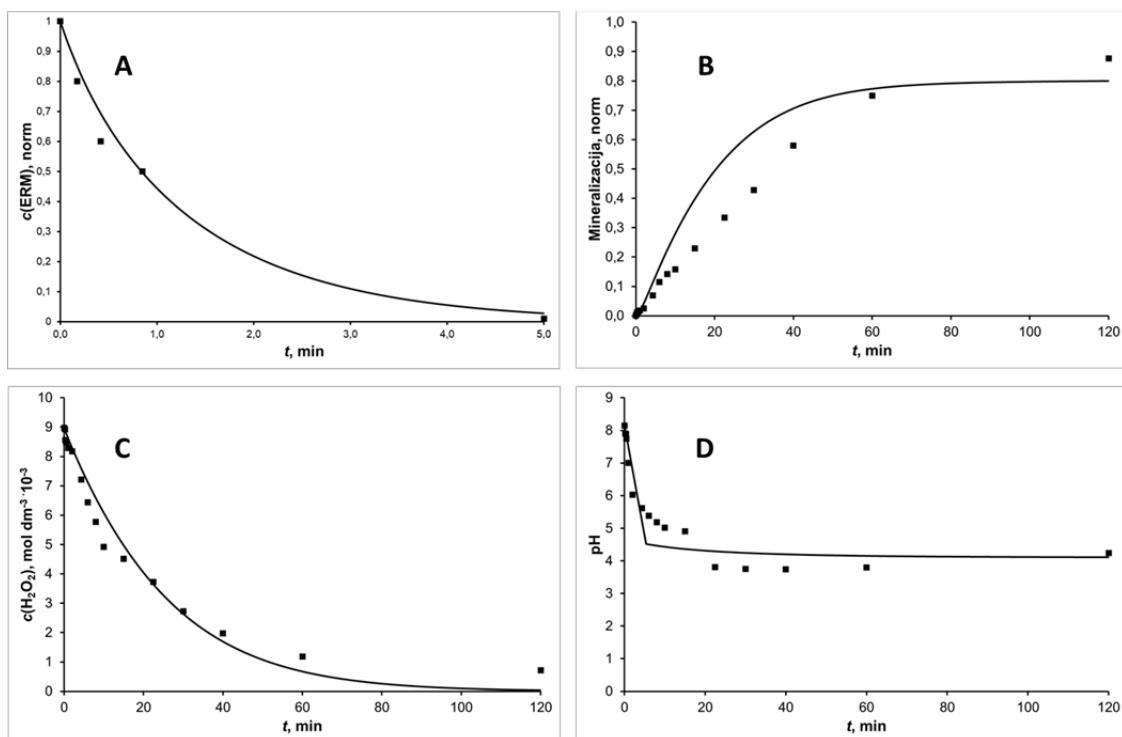 A
c(ERM), norm
1
0,9
0,8
0,7
0,6
0,5
0,4
0,3
0,2
0,1
0
0,0 1,0 2,0 3,0 4,0 5,0
t, min
B
Mineralizacija, norm
1,0
0,9
0,8
0,7
0,6
0,5
0,4
0,3
0,2
0,1
0,0
0 20 40 60 80 100 120
t, min
C
c(H₂O₂), mol dm⁻³ ·10⁻³
10
9
8
7
6
5
4
3
2
1
0
0 20 40 60 80 100 120
t, min
D
pH
9
8
7
6
5
4
3
2
1
0
0 20 40 60 80 100 120
t, min